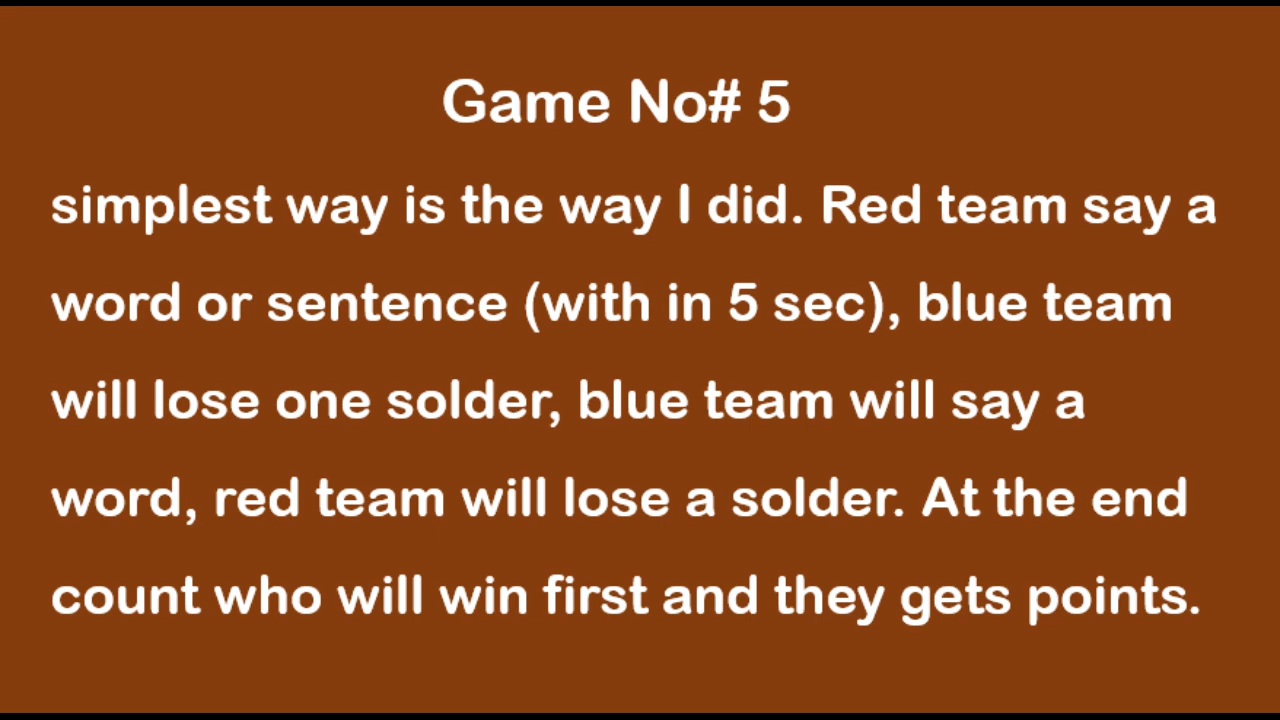 Game No# 5
simplest way is the way I did. Red team say a
word or sentence (with in 5 sec), blue team
will lose one solder, blue team will say a
word, red team will lose a solder. At the end
count who will win first and they gets points.